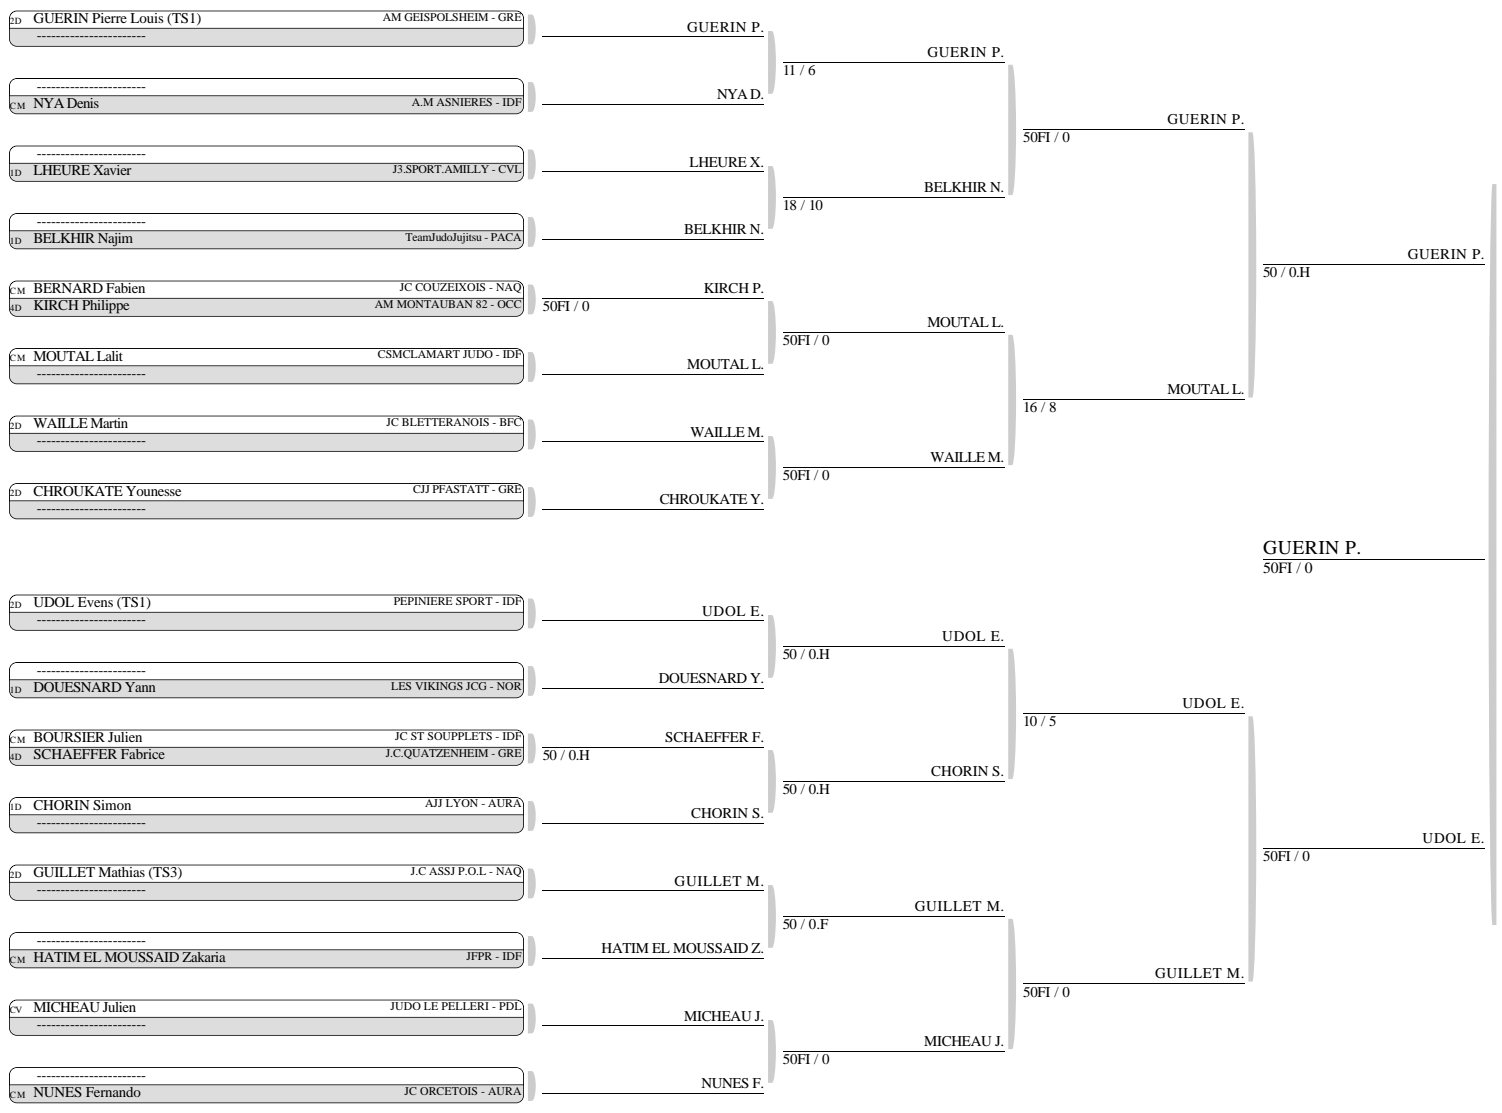 2D GUERIN Pierre Louis (TS1) AM GEISPOLSHEIM - GRE
-----------------------
GUERIN P.
-----------------------
CM NYA Denis A.M ASNIERES - IDF
NYA D.
GUERIN P.
11 / 6
-----------------------
1D LHEURE Xavier J3.SPORT.AMILLY - CVL
LHEURE X.
-----------------------
1D BELKHIR Najim TeamJudoJujitsu - PACA
BELKHIR N.
BELKHIR N.
18 / 10
GUERIN P.
50FI / 0
CM BERNARD Fabien JC COUZEIXOIS - NAQ
4D KIRCH Philippe AM MONTAUBAN 82 - OCC
KIRCH P.
50FI / 0
CM MOUTAL Lalit CSMCLAMART JUDO - IDF
-----------------------
MOUTAL L.
MOUTAL L.
50FI / 0
2D WAILLE Martin JC BLETTERANOIS - BFC
-----------------------
WAILLE M.
2D CHROUKATE Younesse CJJ PFASTATT - GRE
-----------------------
CHROUKATE Y.
WAILLE M.
50FI / 0
MOUTAL L.
16 / 8
GUERIN P.
50 / 0.H
GUERIN P.
50FI / 0
2D UDOL Evens (TS1) PEPINIERE SPORT - IDF
-----------------------
UDOL E.
-----------------------
1D DOUESNARD Yann LES VIKINGS JCG - NOR
DOUESNARD Y.
UDOL E.
50 / 0.H
CM BOURSIER Julien JC ST SOUPPLETS - IDF
4D SCHAEFFER Fabrice J.C.QUATZENHEIM - GRE
SCHAEFFER F.
50 / 0.H
1D CHORIN Simon AJJ LYON - AURA
-----------------------
CHORIN S.
CHORIN S.
50 / 0.H
UDOL E.
10 / 5
2D GUILLET Mathias (TS3) J.C ASSJ P.O.L - NAQ
-----------------------
GUILLET M.
-----------------------
CM HATIM EL MOUSSAID Zakaria JFPR - IDF
HATIM EL MOUSSAID Z.
GUILLET M.
50 / 0.F
CV MICHEAU Julien JUDO LE PELLERI - PDL
-----------------------
MICHEAU J.
-----------------------
CM NUNES Fernando JC ORCETOIS - AURA
NUNES F.
MICHEAU J.
50FI / 0
GUILLET M.
50FI / 0
UDOL E.
50FI / 0